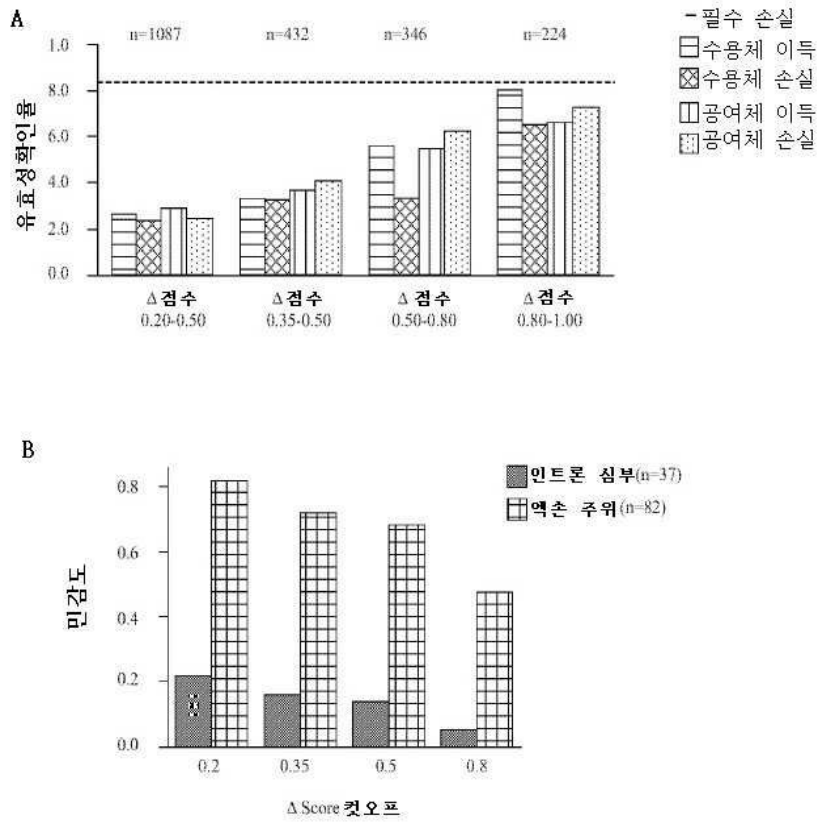 A
n=1087
n=432
n=346
n=224
필수 손실
수용체 이득
수용체 손실
공여체 이득
공여체 손실
유효성확인율
1.0
8.0
6.0
4.0
2.0
0.0
Δ 점수
0.20-0.50
Δ 점수
0.35-0.50
Δ 점수
0.50-0.80
Δ 점수
0.80-1.00
B
인트론 심부(n=37)
엑손 주위(n=82)
민감도
0.8
0.6
0.4
0.2
0.0
0.2
0.35
0.5
0.8
Δ Score 컷오프